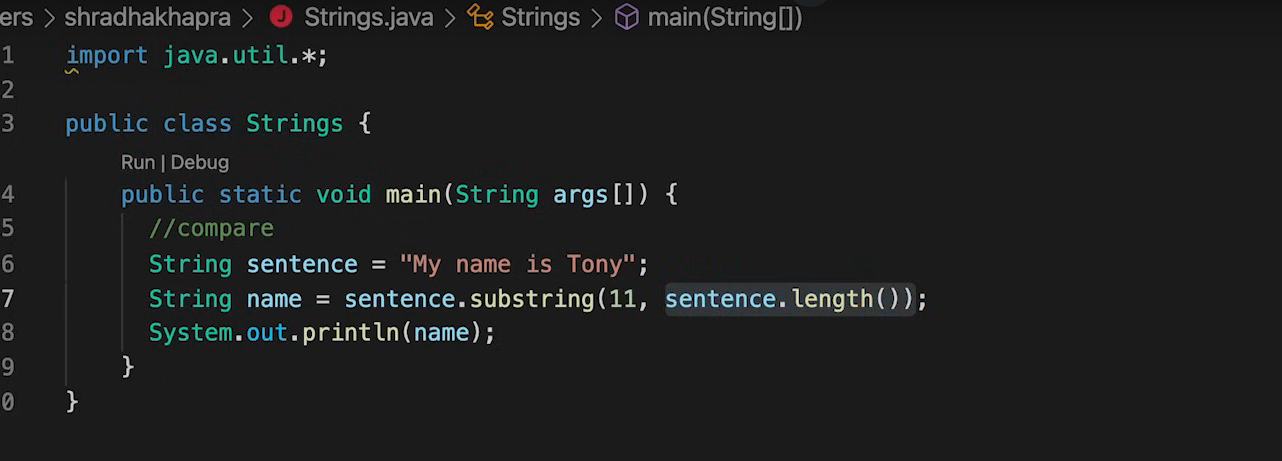 ers > shradhakhapra > J Strings.java > Strings > main(String[])
1 import java.util.*;
2
3 public class Strings {
Run | Debug
4 public static void main(String args[]) {
5 //compare
6 String sentence = "My name is Tony";
7 String name = sentence.substring(11, sentence.length());
8 System.out.println(name);
9 }
0 }